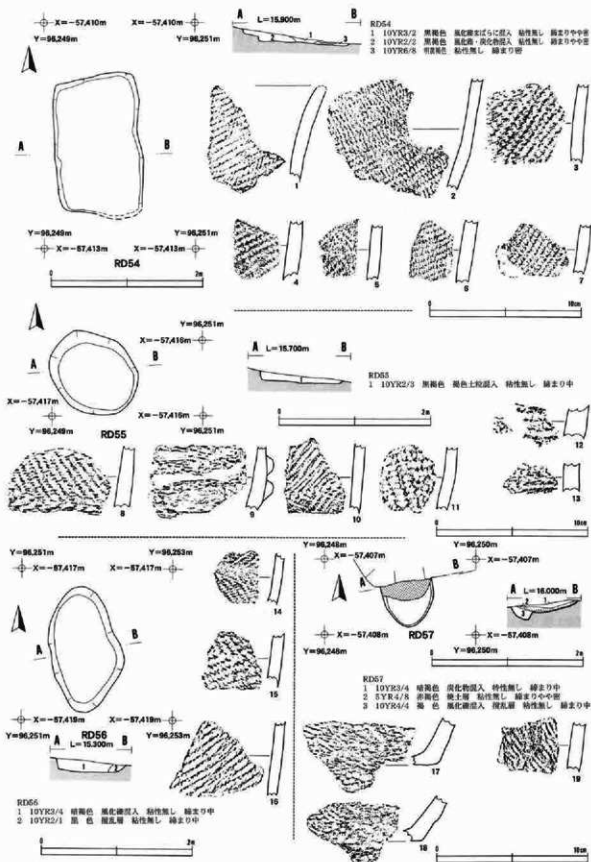 X=-57,410m X=-57,410m
Y=96,249m Y=96,251m
A L=15.900m B
1 2 3
RD54
1 10YR3/2 黒褐色 風化礫まばらに混入 粘性無し 締まりやや密
2 10YR2/2 黒褐色 風化礫・炭化物混入 粘性無し 締まりやや密
3 10YR6/8 明黄褐色 粘性無し 締まり密
A B
1
2
3
Y=96,249m Y=96,251m
X=-57,413m X=-57,413m
RD54
0 2m
4
5
6
7
0 10cm
Y=96,251m
X=-57,416m
A B
X=-57,417m
Y=96,249m
X=-57,416m
Y=96,251m
RD55
A L=15.700m B
RD55
1 10YR2/3 黒褐色 褐色土粒混入 粘性無し 締まり中
0 2m
8
9
10
11
12
13
0 10cm
Y=96,251m Y=96,253m
X=-57,417m X=-57,417m
A B
X=-57,419m X=-57,419m
Y=96,251m Y=96,253m
RD56
A L=15.300m B
1
RD56
1 10YR3/4 暗褐色 風化礫混入 粘性無し 締まり中
2 10YR2/1 黒色 攪乱層 粘性無し 締まり中
0 2m
14
15
16
Y=96,248m Y=96,250m
X=-57,407m X=-57,407m
A B
RD57
X=-57,408m X=-57,408m
Y=96,248m Y=96,250m
A L=16.000m B
2 1
3
0 2m
RD57
1 10YR3/4 暗褐色 炭化物混入 粘性無し 締まり中
2 5YR4/8 赤褐色 焼土層 粘性無し 締まりやや密
3 10YR4/4 褐色 風化礫混入 攪乱層 粘性無し 締まり中
17
18
19
0 10cm